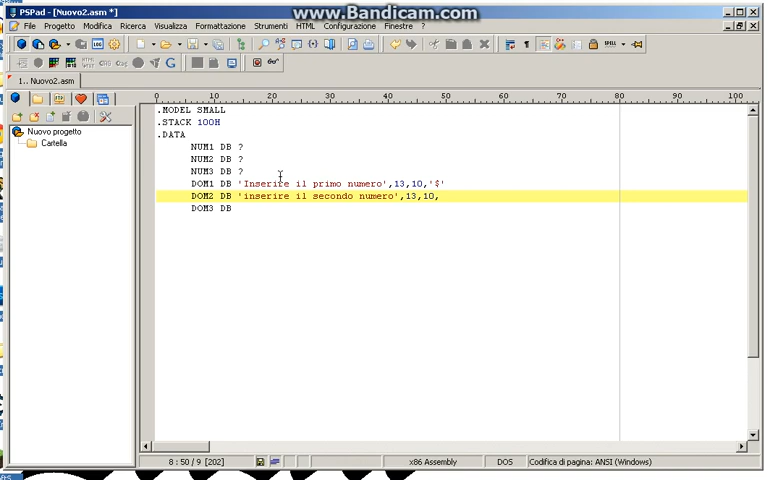 www.Bandicam.com
PSPad - [Nuovo2.asm *]
File Progetto Modifica Ricerca Visualizza Formattazione Strumenti HTML Configurazione Finestre ?
1.. Nuovo2.asm
0 10 20 30 40 50 60 70 80 90 100
Nuovo progetto
Cartella
.MODEL SMALL
.STACK 100H
.DATA
NUM1 DB ?
NUM2 DB ?
NUM3 DB ?
DOM1 DB 'Inserire il primo numero',13,10,'$'
DOM2 DB 'inserire il secondo numero',13,10,
DOM3 DB
8 : 50 / 9 [202] x86 Assembly DOS Codifica di pagina: ANSI (Windows)